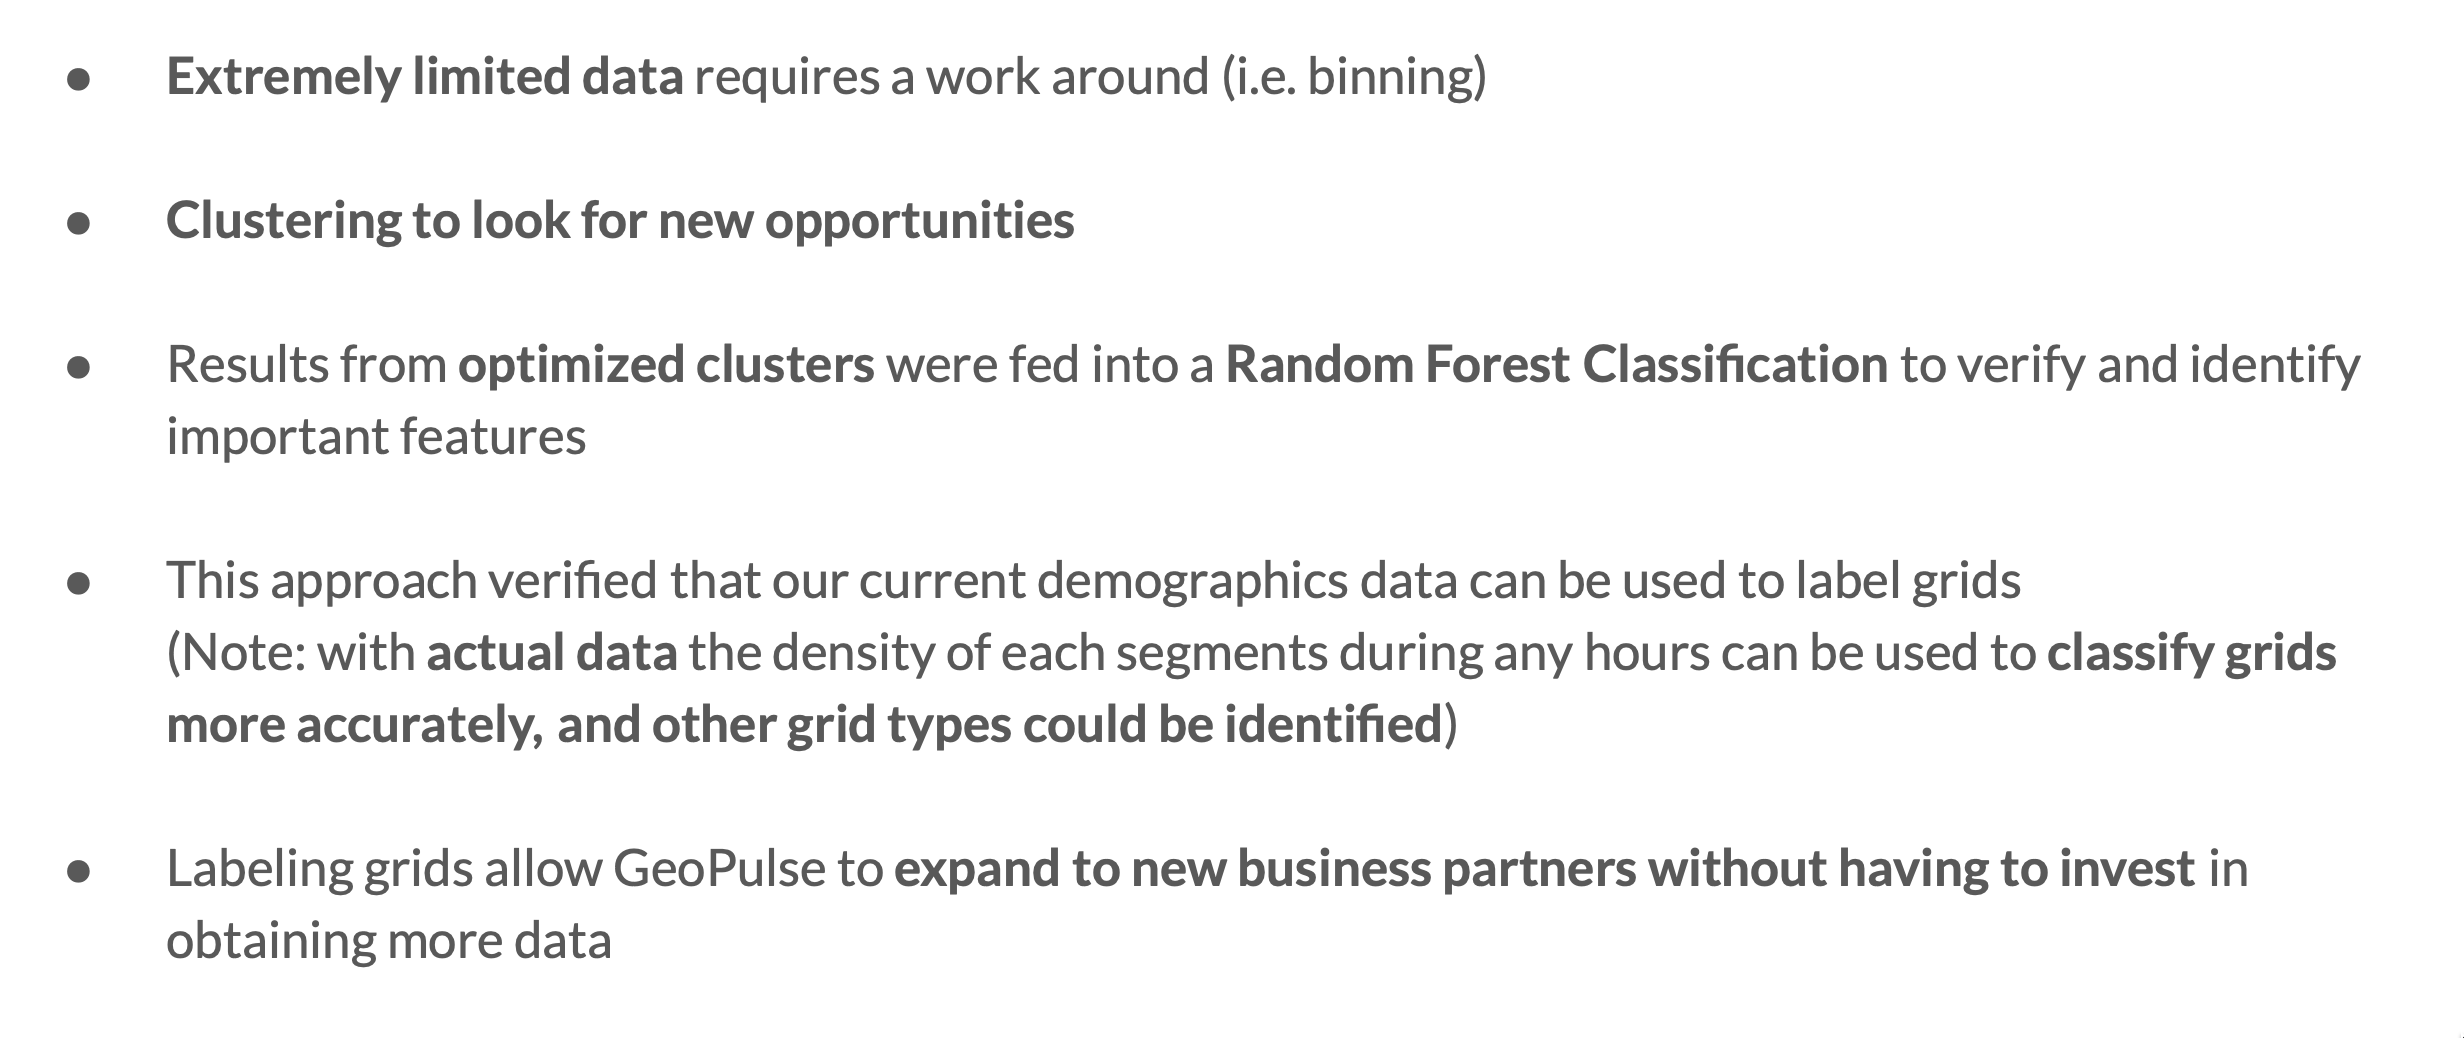 ● Extremely limited data requires a work around (i.e. binning)
● Clustering to look for new opportunities
● Results from optimized clusters were fed into a Random Forest Classification to verify and identify
important features
● This approach verified that our current demographics data can be used to label grids
(Note: with actual data the density of each segments during any hours can be used to classify grids
more accurately, and other grid types could be identified)
● Labeling grids allow GeoPulse to expand to new business partners without having to invest in
obtaining more data